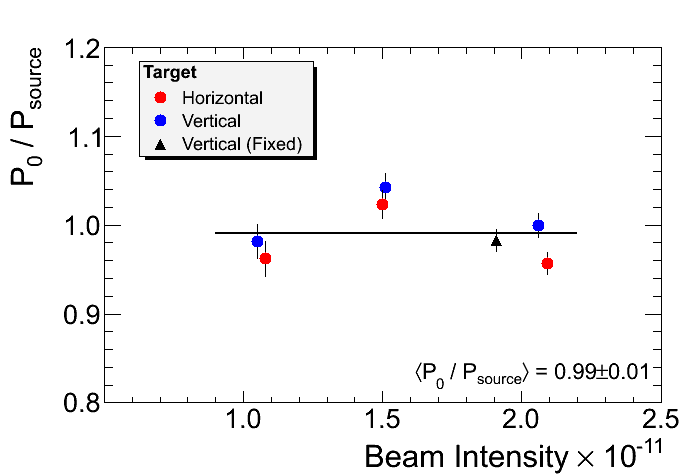 P0 / Psource
1.2
1.1
1.0
0.9
0.8
Target
Horizontal
Vertical
Vertical (Fixed)
⟨P0 / Psource⟩ = 0.99±0.01
1.0
1.5
2.0
2.5
Beam Intensity × 10-11